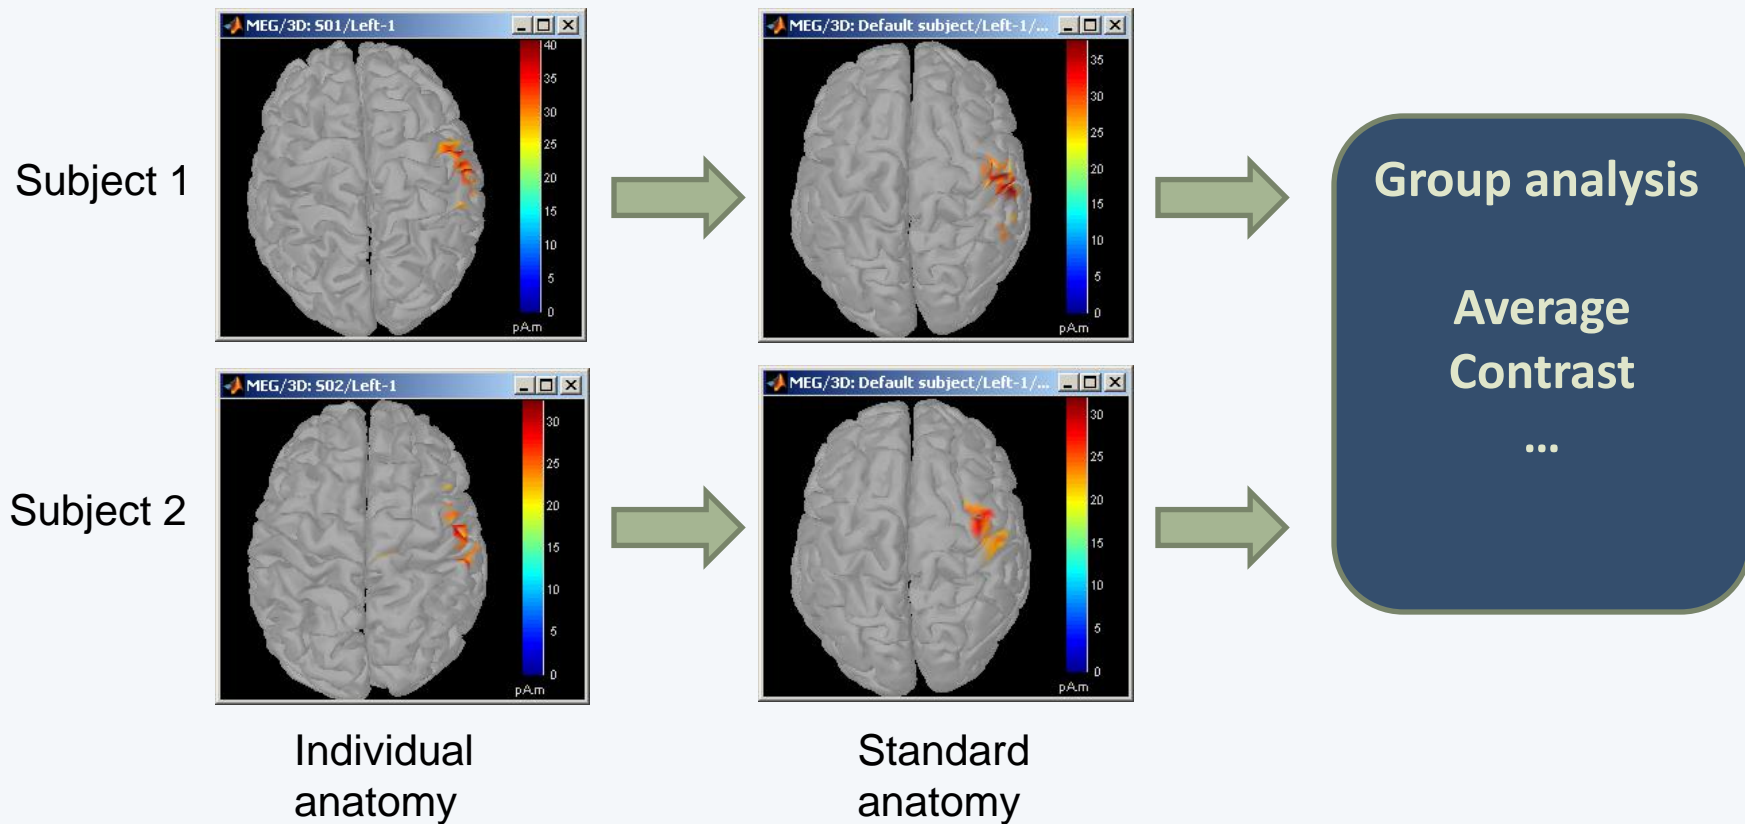 MEG/3D: S01/Left-1
40
35
30
25
20
15
10
5
0
pA.m
MEG/3D: Default subject/Left-1/...
35
30
25
20
15
10
5
0
pA.m
Subject 1
Group analysis
Average
Contrast
...
MEG/3D: S02/Left-1
30
25
20
15
10
5
0
pA.m
MEG/3D: Default subject/Left-1/...
30
25
20
15
10
5
0
pA.m
Subject 2
Individual
anatomy
Standard
anatomy